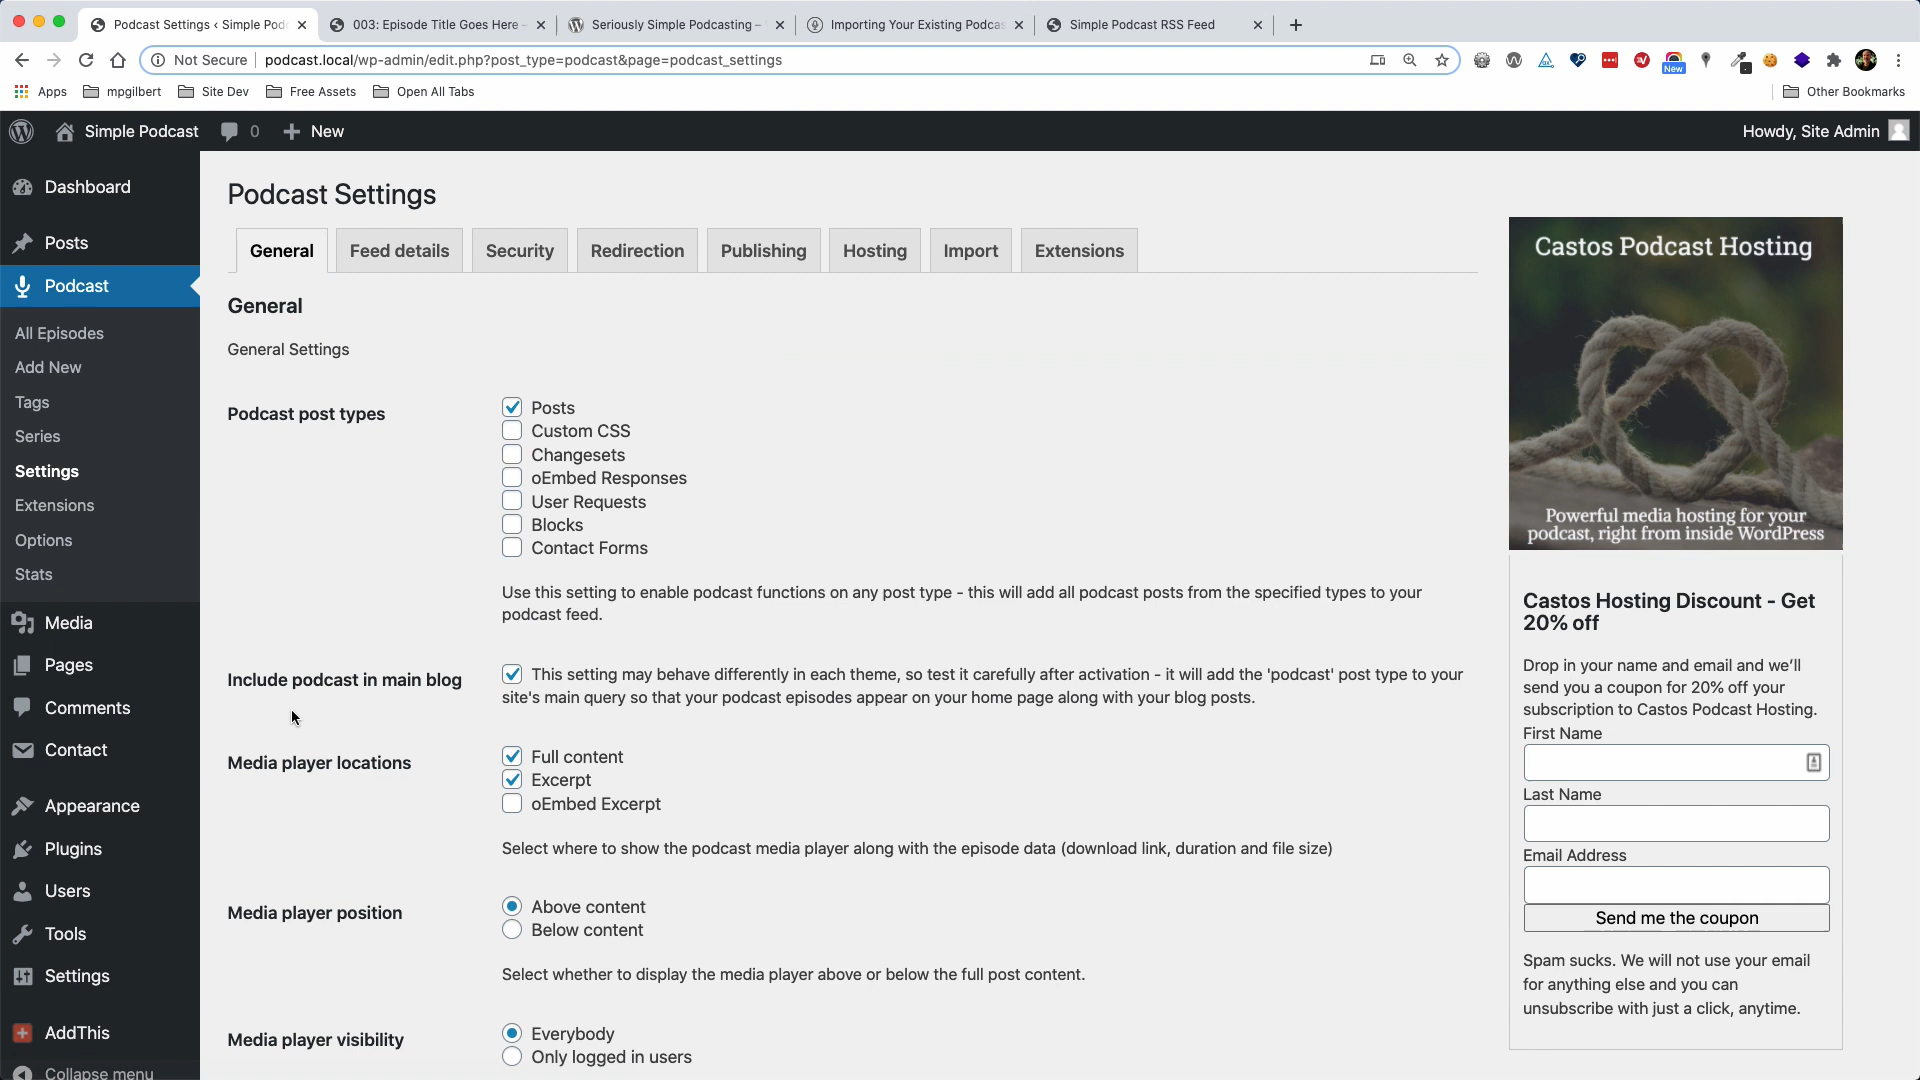 Podcast Settings ‹ Simple Pod
003: Episode Title Goes Here -
Seriously Simple Podcasting –
Importing Your Existing Podcas
Simple Podcast RSS Feed
Not Secure
podcast.local/wp-admin/edit.php?post_type=podcast&page=podcast_settings
New
Apps
mpgilbert
Site Dev
Free Assets
Open All Tabs
Other Bookmarks
Simple Podcast
0
New
Howdy, Site Admin
Dashboard
Posts
Podcast
All Episodes
Add New
Tags
Series
Settings
Extensions
Options
Stats
Media
Pages
Comments
Contact
Appearance
Plugins
Users
Tools
Settings
AddThis
Collapse menu
Podcast Settings
General
Feed details
Security
Redirection
Publishing
Hosting
Import
Extensions
General
General Settings
Podcast post types
Posts
Custom CSS
Changesets
oEmbed Responses
User Requests
Blocks
Contact Forms
Use this setting to enable podcast functions on any post type - this will add all podcast posts from the specified types to your
podcast feed.
Include podcast in main blog
This setting may behave differently in each theme, so test it carefully after activation - it will add the 'podcast' post type to your
site's main query so that your podcast episodes appear on your home page along with your blog posts.
Media player locations
Full content
Excerpt
oEmbed Excerpt
Select where to show the podcast media player along with the episode data (download link, duration and file size)
Media player position
Above content
Below content
Select whether to display the media player above or below the full post content.
Media player visibility
Everybody
Only logged in users
Castos Podcast Hosting
Powerful media hosting for your
podcast, right from inside WordPress
Castos Hosting Discount - Get
20% off
Drop in your name and email and we’ll
send you a coupon for 20% off your
subscription to Castos Podcast Hosting.
First Name
Last Name
Email Address
Send me the coupon
Spam sucks. We will not use your email
for anything else and you can
unsubscribe with just a click, anytime.